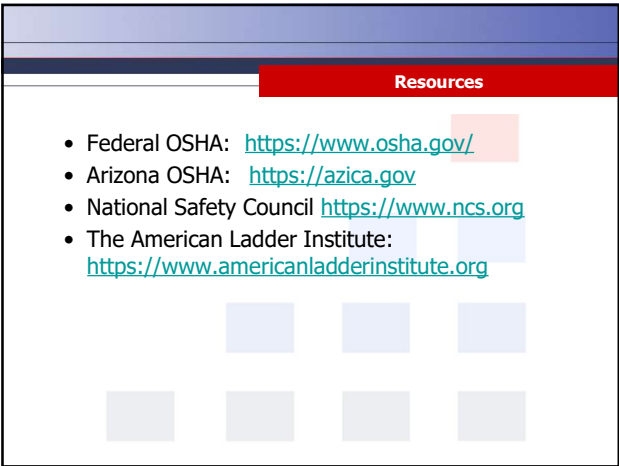 Resources
• Federal OSHA: https://www.osha.gov/
• Arizona OSHA: https://azica.gov
• National Safety Council https://www.ncs.org
• The American Ladder Institute:
https://www.americanladderinstitute.org